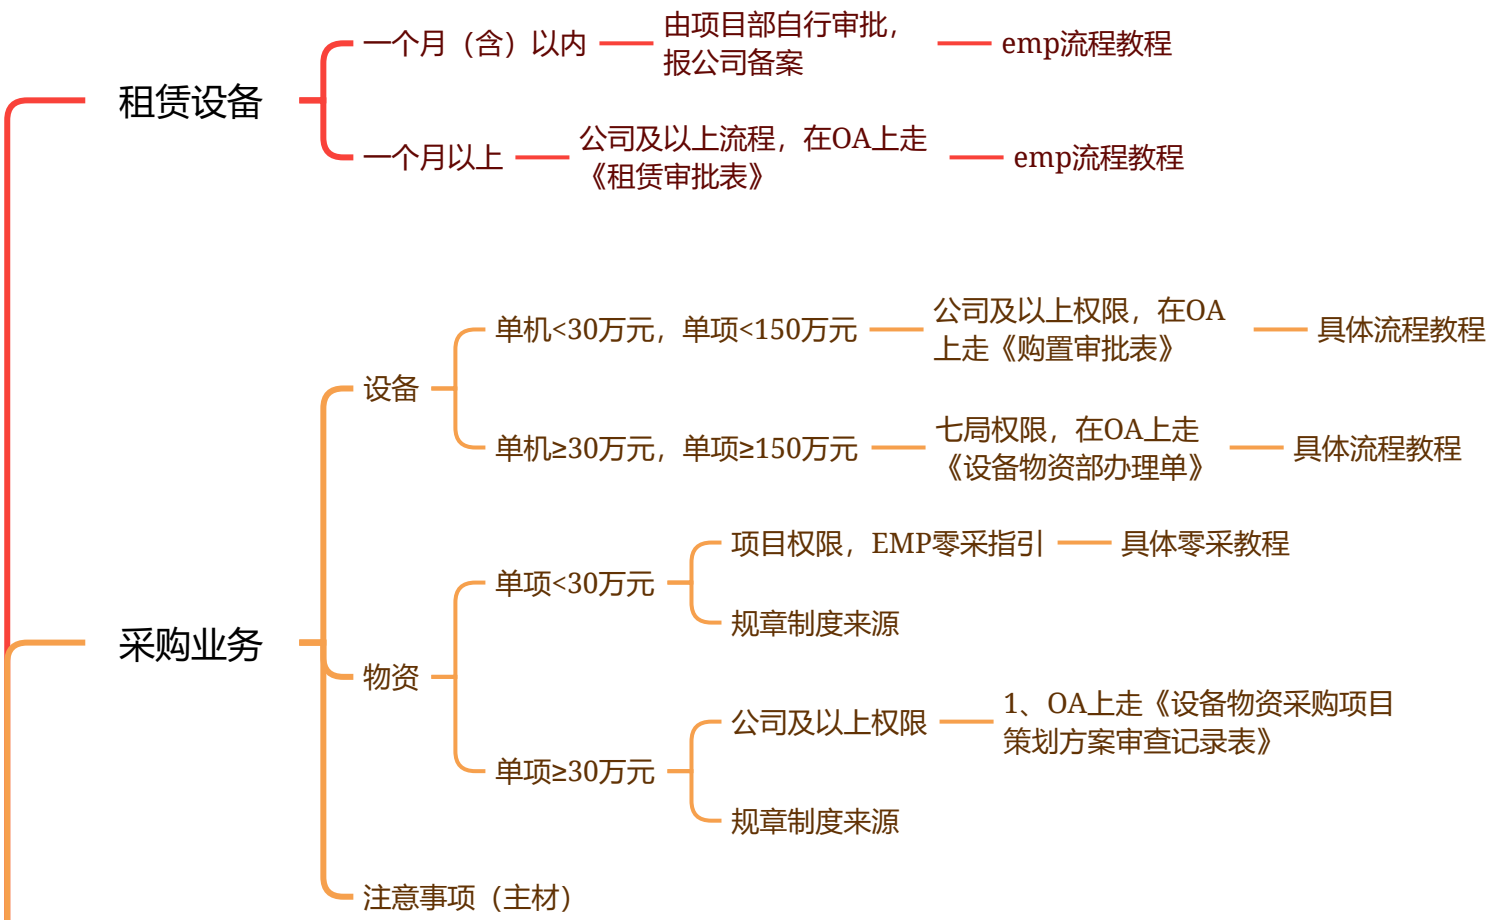 租赁设备
一个月（含）以内
由项目部自行审批，
报公司备案
emp流程教程
一个月以上
公司及以上流程，在OA上走
《租赁审批表》
emp流程教程
采购业务
设备
单机<30万元，单项<150万元
公司及以上权限，在OA
上走《购置审批表》
具体流程教程
单机≥30万元，单项≥150万元
七局权限，在OA上走
《设备物资部办理单》
具体流程教程
物资
单项<30万元
项目权限，EMP零采指引
具体零采教程
规章制度来源
单项≥30万元
公司及以上权限
1、OA上走《设备物资采购项目
策划方案审查记录表》
规章制度来源
注意事项（主材）